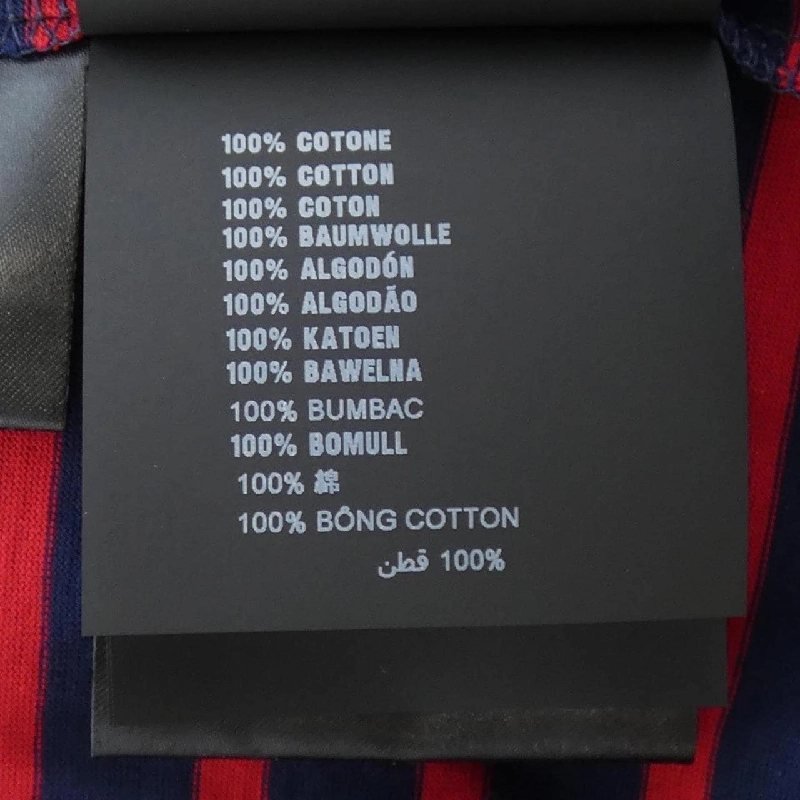 100% COTONE
100% COTTON
100% COTON
100% BAUMWOLLE
100% ALGODÓN
100% ALGODÃO
100% KATOEN
100% BAWELNA
100% BUMBAC
100% BOMULL
100% 綿
100% BÔNG COTTON
100% قطن